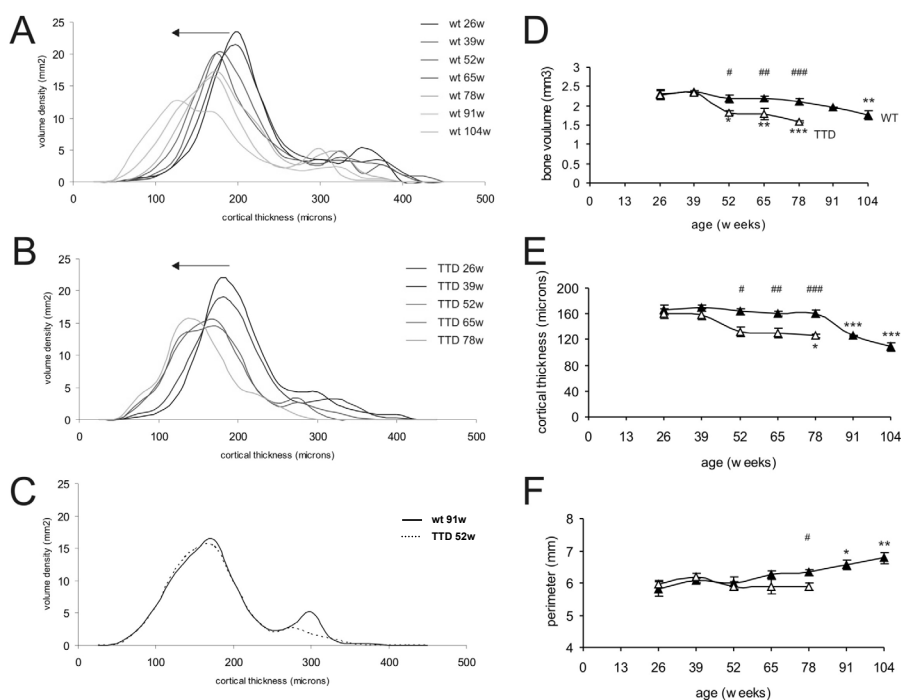 A
volume density (mm2)
25
20
15
10
5
0
0
100
200
300
400
500
cortical thickness (microns)
wt 26w
wt 39w
wt 52w
wt 65w
wt 78w
wt 91w
wt 104w
B
volume density (mm2)
25
20
15
10
5
0
0
100
200
300
400
500
cortical thickness (microns)
TTD 26w
TTD 39w
TTD 52w
TTD 65w
TTD 78w
C
volume density (mm2)
25
20
15
10
5
0
0
100
200
300
400
500
cortical thickness (microns)
wt 91w
TTD 52w
D
bone voulume (mm3)
3
2.5
2
1.5
1
0.5
0
# ## ###
**
WT
* ** ***
TTD
0 13 26 39 52 65 78 91 104
age (weeks)
E
cortical thickness (microns)
200
160
120
80
40
0
# ## ###
*** ***
*
0 13 26 39 52 65 78 91 104
age (weeks)
F
perimeter (mm)
8
7
6
5
4
# * **
0 13 26 39 52 65 78 91 104
age (weeks)